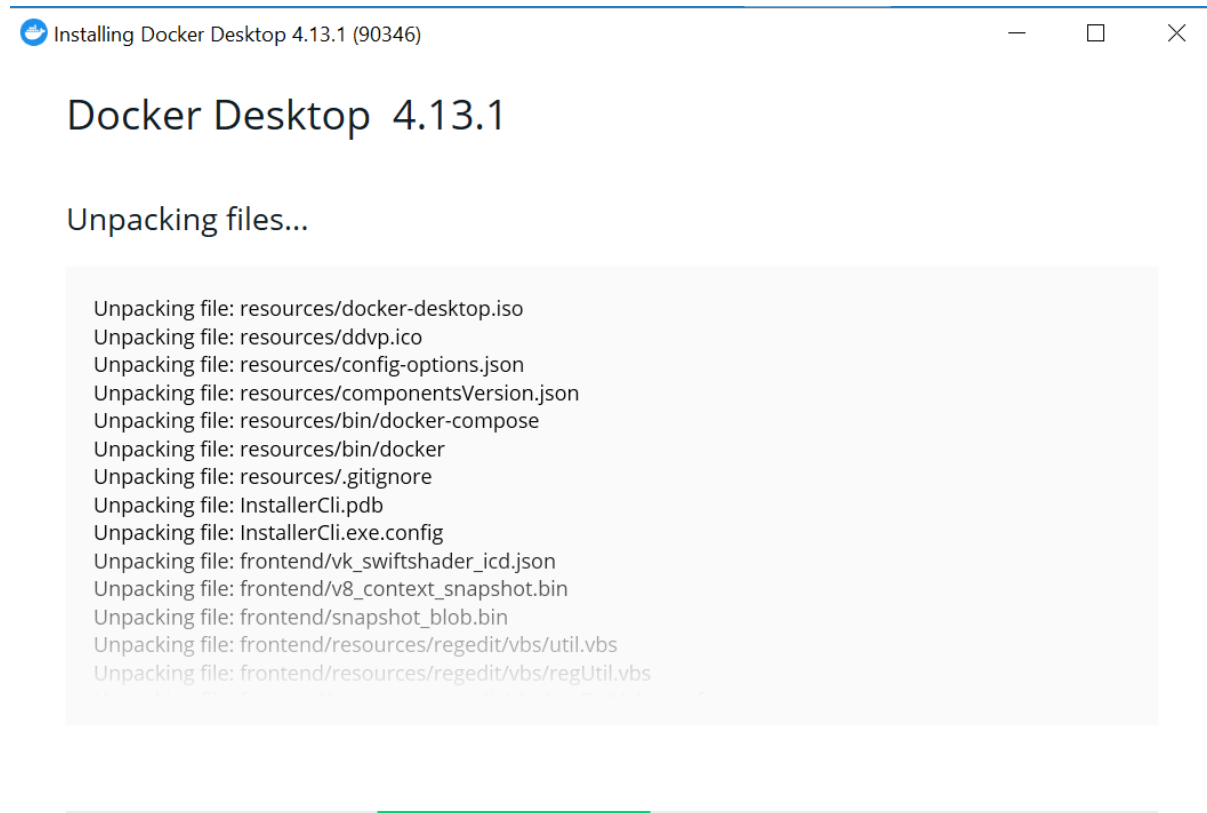 Installing Docker Desktop 4.13.1 (90346)
Docker Desktop 4.13.1
Unpacking files...
Unpacking file: resources/docker-desktop.iso
Unpacking file: resources/ddvp.ico
Unpacking file: resources/config-options.json
Unpacking file: resources/componentsVersion.json
Unpacking file: resources/bin/docker-compose
Unpacking file: resources/bin/docker
Unpacking file: resources/.gitignore
Unpacking file: InstallerCli.pdb
Unpacking file: InstallerCli.exe.config
Unpacking file: frontend/vk_swiftshader_icd.json
Unpacking file: frontend/v8_context_snapshot.bin
Unpacking file: frontend/snapshot_blob.bin
Unpacking file: frontend/resources/regedit/vbs/util.vbs
Unpacking file: frontend/resources/regedit/vbs/regUtil.vbs